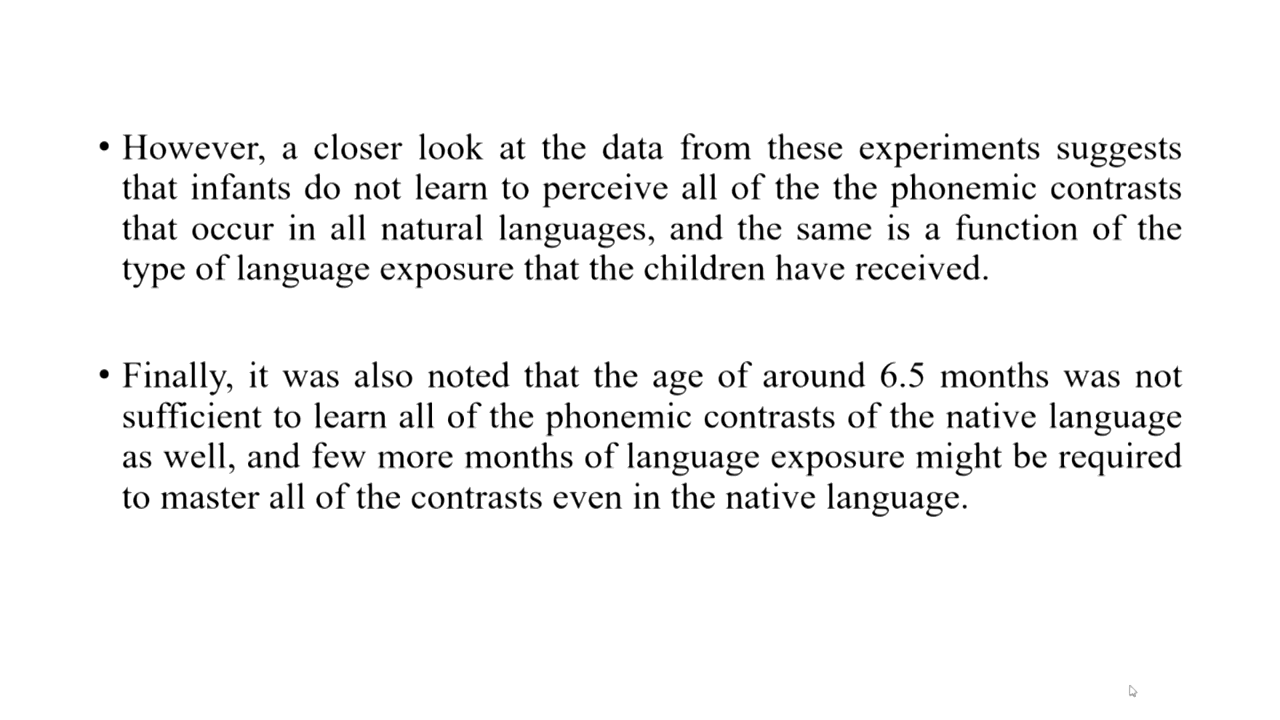 • However, a closer look at the data from these experiments suggests
that infants do not learn to perceive all of the the phonemic contrasts
that occur in all natural languages, and the same is a function of the
type of language exposure that the children have received.
• Finally, it was also noted that the age of around 6.5 months was not
sufficient to learn all of the phonemic contrasts of the native language
as well, and few more months of language exposure might be required
to master all of the contrasts even in the native language.